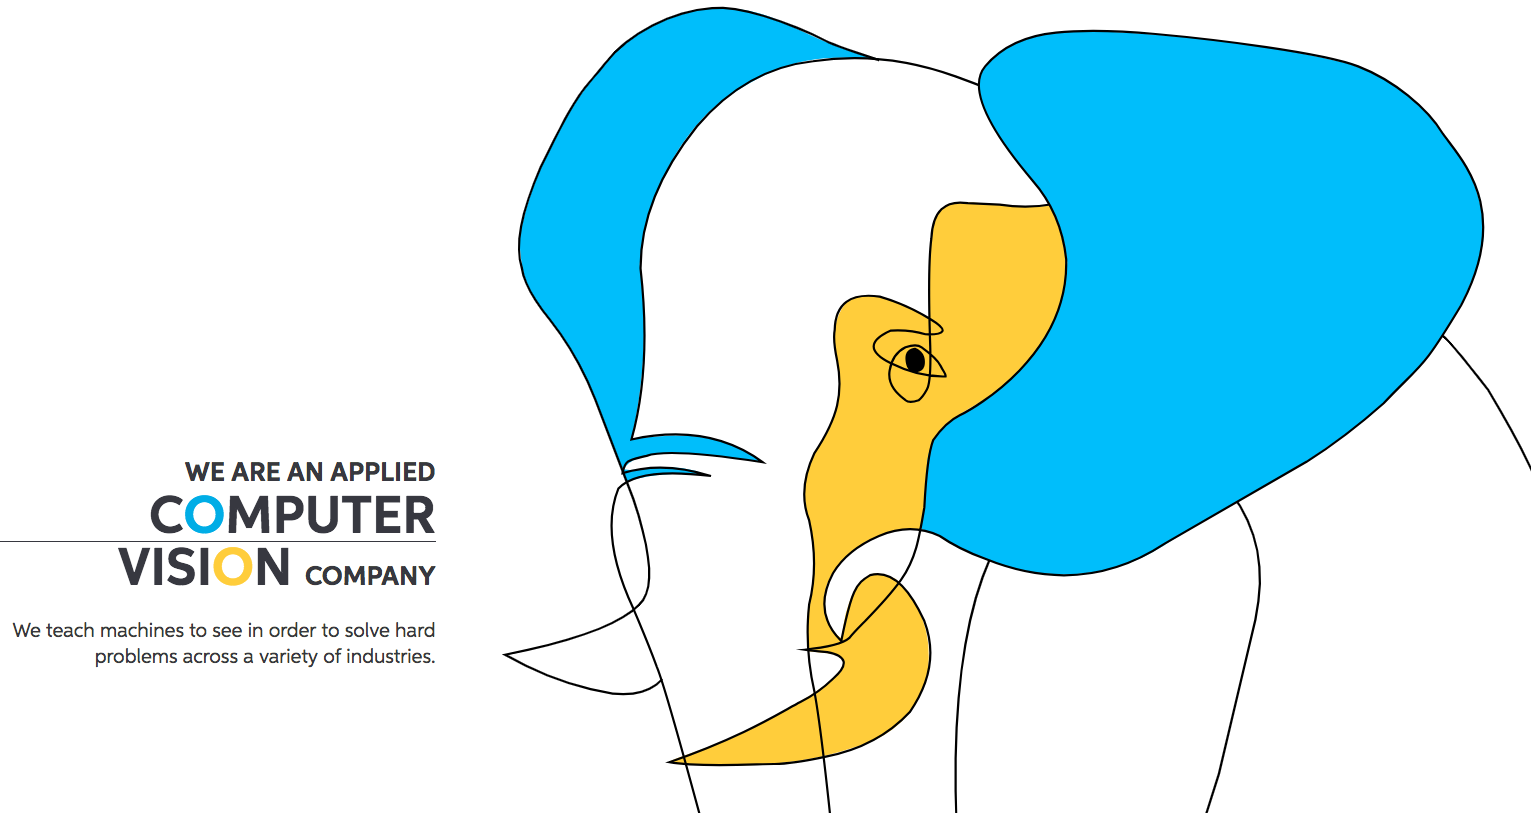 WE ARE AN APPLIED
COMPUTER
VISION COMPANY
We teach machines to see in order to solve hard
problems across a variety of industries.